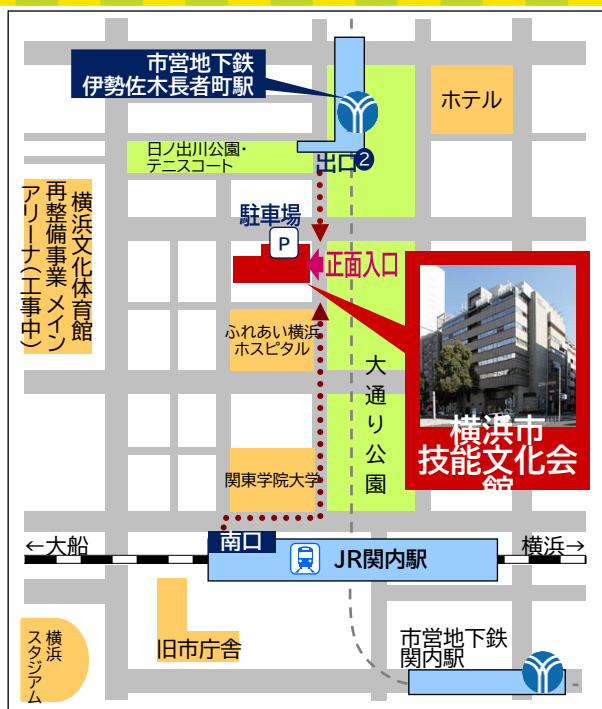 市営地下鉄
伊勢佐木長者町駅
ホテル
日ノ出川公園・
テニスコート
出口❷
駐車場
P
正面入口
横浜文化体育館
再整備事業 メイン
アリーナ(工事中)
ふれあい横浜
ホスピタル
大通り公園
横浜市
技能文化会
館
関東学院大学
南口
←大船
横浜→
JR関内駅
横浜
スタジアム
旧市庁舎
市営地下鉄
関内駅